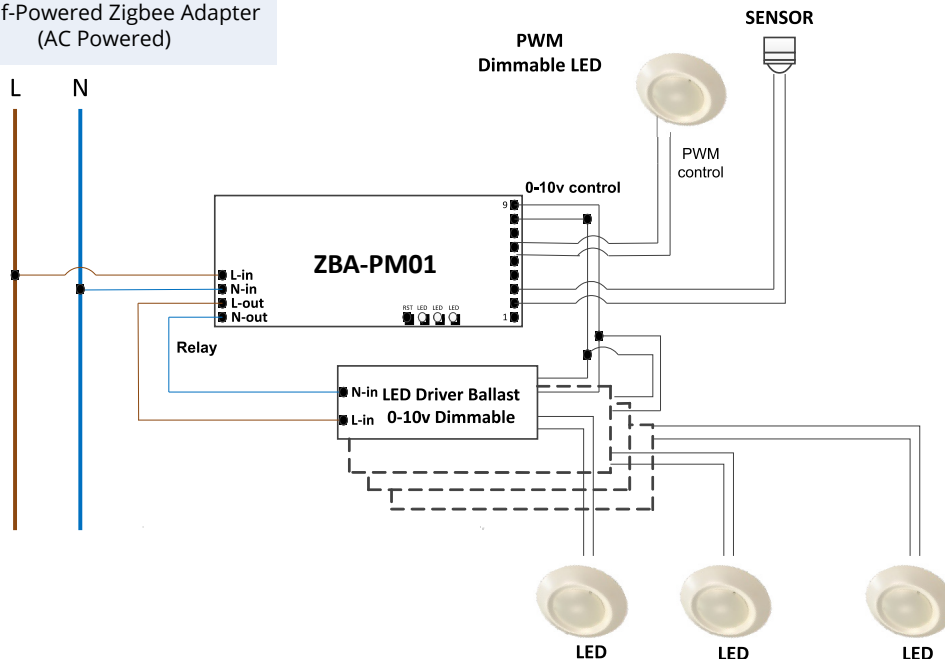 f-Powered Zigbee Adapter
(AC Powered)
SENSOR
PWM
Dimmable LED
L N
PWM
control
0-10v control
9
ZBA-PM01
L-in
N-in
L-out
N-out
RST LED LED LED
1
Relay
N-in LED Driver Ballast
L-in 0-10v Dimmable
LED LED LED